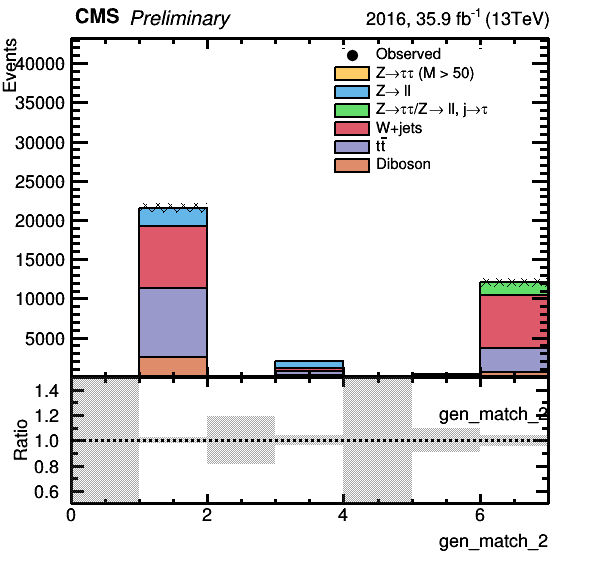 CMS Preliminary 2016, 35.9 fb⁻¹ (13TeV)
Events
40000
35000
30000
25000
20000
15000
10000
5000
Observed
Z→ττ (M > 50)
Z→ ll
Z→ττ/Z→ ll, j→τ
W+jets
tt̄
Diboson
gen_match_2
Ratio
1.4
1.2
1.0
0.8
0.6
0 2 4 6
gen_match_2